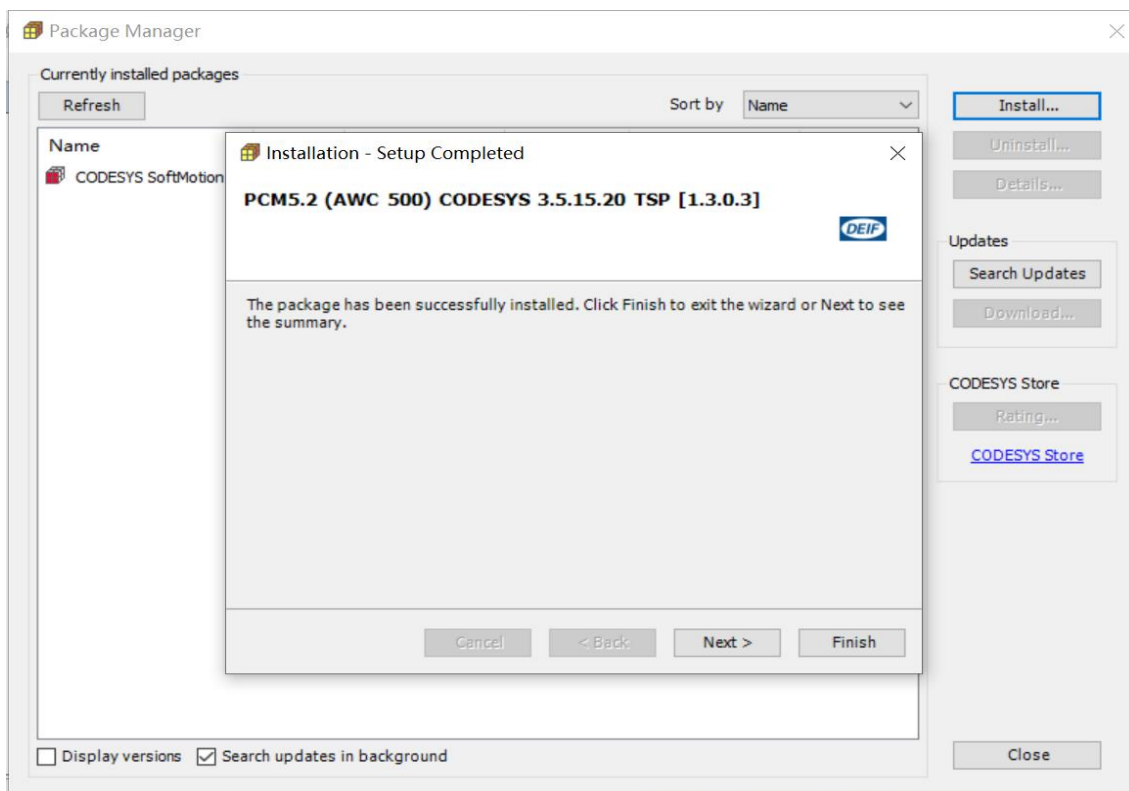 Package Manager
Currently installed packages
Refresh
Sort by
Name
Install...
Name
Uninstall...
CODESYS SoftMotion
Details...
Installation - Setup Completed
PCM5.2 (AWC 500) CODESYS 3.5.15.20 TSP [1.3.0.3]
DEIF
The package has been successfully installed. Click Finish to exit the wizard or Next to see
the summary.
Cancel
< Back
Next >
Finish
Updates
Search Updates
Download...
CODESYS Store
Rating...
CODESYS Store
Display versions
Search updates in background
Close